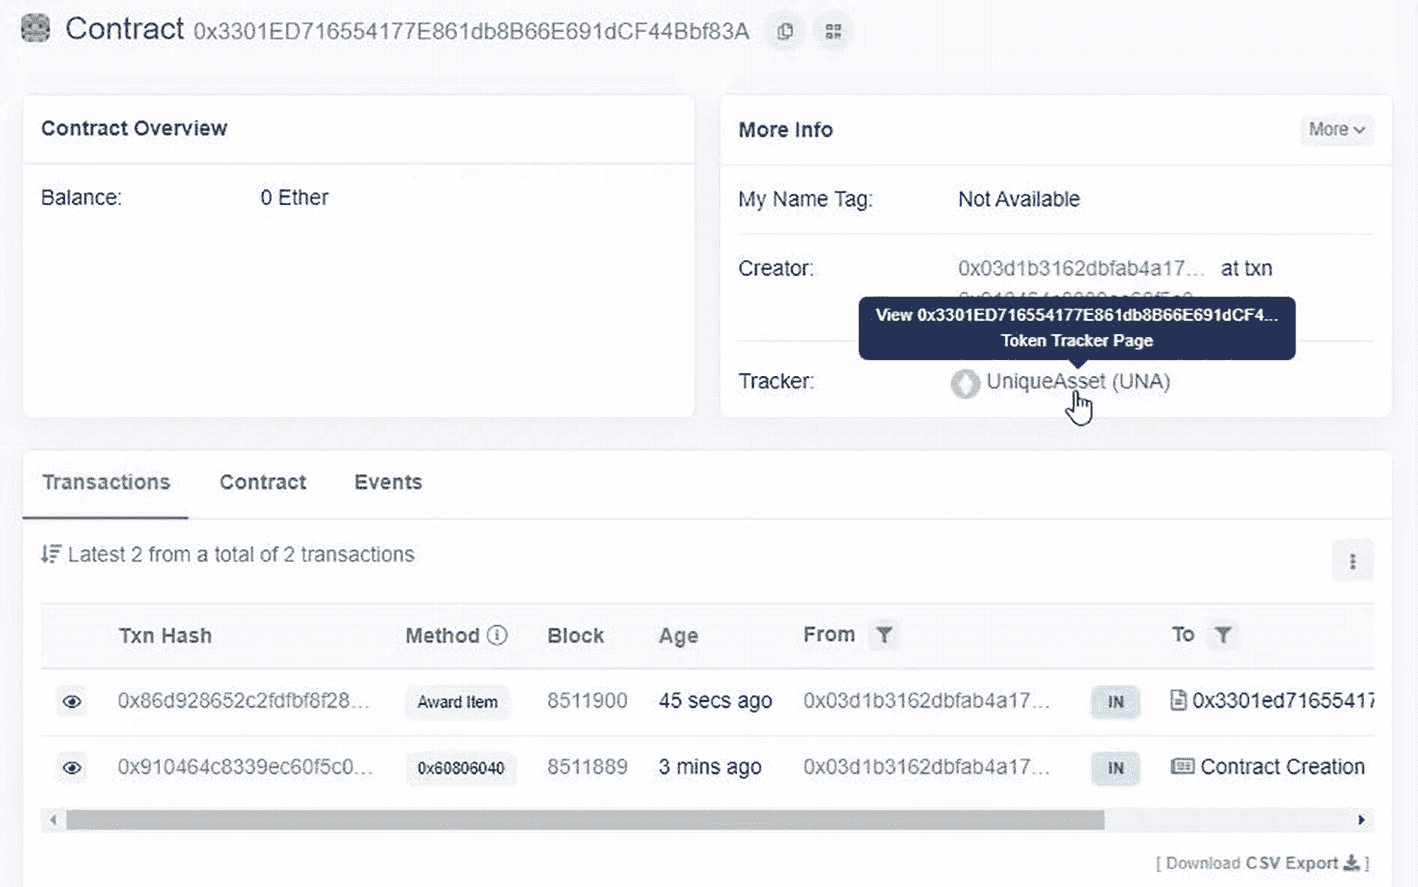 Contract 0x3301ED716554177E861db8B66E691dCF44Bbf83A
Contract Overview
Balance: 0 Ether
More Info
More
My Name Tag: Not Available
Creator: 0x03d1b3162dbfab4a17... at txn
View 0x3301ED716554177E861db8B66E691dCF4...
Token Tracker Page
Tracker: UniqueAsset (UNA)
Transactions Contract Events
Latest 2 from a total of 2 transactions
Txn Hash Method Block Age From To
0x86d928652c2fdfbf8f28... Award Item 8511900 45 secs ago 0x03d1b3162dbfab4a17... IN 0x3301ed71655417
0x910464c8339ec60f5c0... 0x60806040 8511889 3 mins ago 0x03d1b3162dbfab4a17... IN Contract Creation
[ Download CSV Export ]